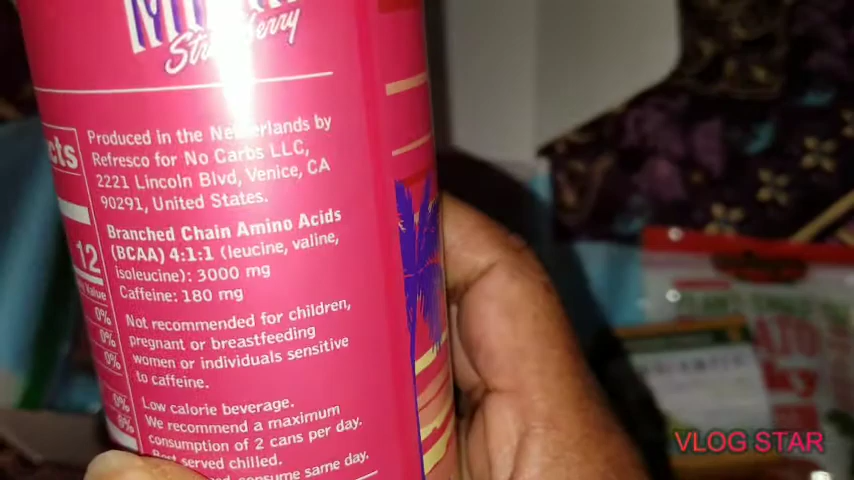 Strawberry
cts
12
Value
0%
0%
0%
0%
0%
Produced in the Netherlands by
Refresco for No Carbs LLC,
2221 Lincoln Blvd, Venice, CA
90291, United States.
Branched Chain Amino Acids
(BCAA) 4:1:1 (leucine, valine,
isoleucine): 3000 mg
Caffeine: 180 mg
Not recommended for children,
pregnant or breastfeeding
women or individuals sensitive
to caffeine.
Low calorie beverage.
We recommend a maximum
consumption of 2 cans per day.
Best served chilled.
consume same day.
VLOG STAR